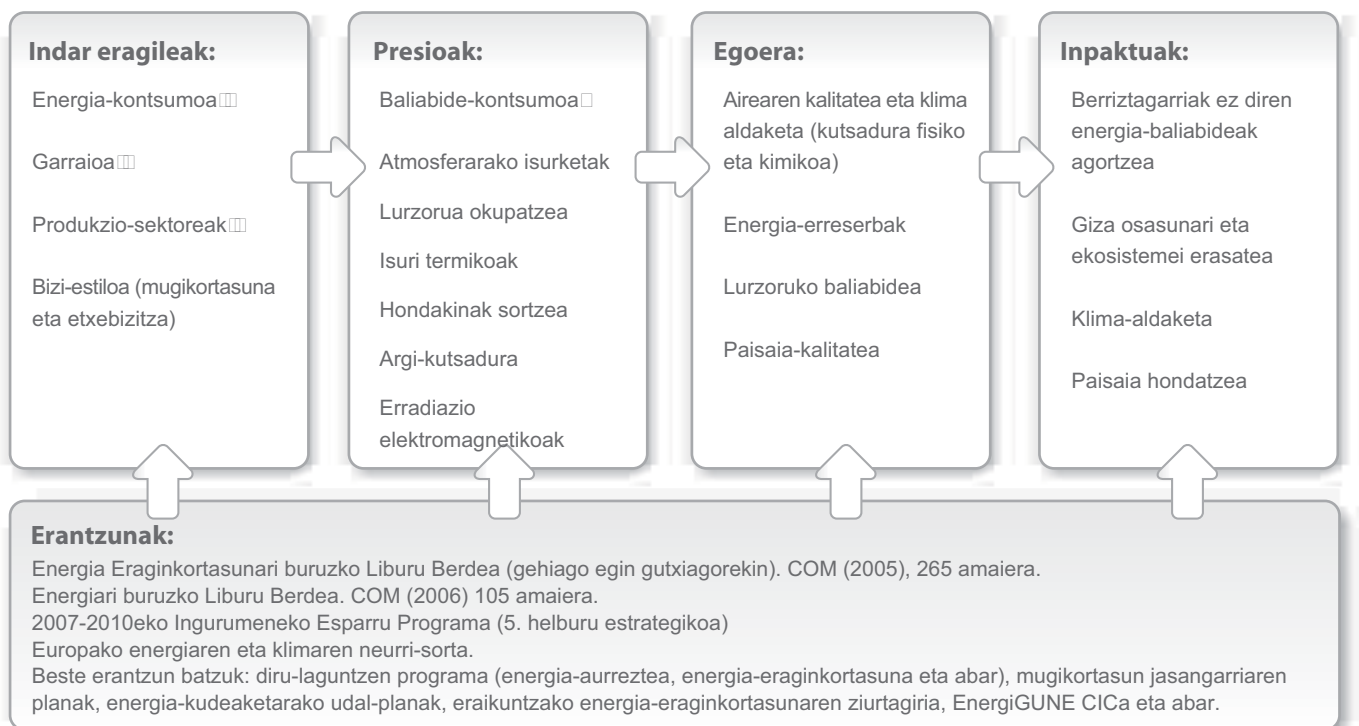 Indar eragileak:
Energia-kontsumoa
Garraioa
Produkzio-sektoreak
Bizi-estiloa (mugikortasuna
eta etxebizitza)
Presioak:
Baliabide-kontsumoa
Atmosferarako isurketak
Lurzorua okupatzea
Isuri termikoak
Hondakinak sortzea
Argi-kutsadura
Erradiazio
elektromagnetikoak
Egoera:
Airearen kalitatea eta klima
aldaketa (kutsadura fisiko
eta kimikoa)
Energia-erreserbak
Lurzoruko baliabidea
Paisaia-kalitatea
Inpaktuak:
Berriztagarriak ez diren
energia-baliabideak
agortzea
Giza osasunari eta
ekosistemei erasatea
Klima-aldaketa
Paisaia hondatzea
Erantzunak:
Energia Eraginkortasunari buruzko Liburu Berdea (gehiago egin gutxiagorekin). COM (2005), 265 amaiera.
Energiari buruzko Liburu Berdea. COM (2006) 105 amaiera.
2007-2010eko Ingurumeneko Esparru Programa (5. helburu estrategikoa)
Europako energiaren eta klimaren neurri-sorta.
Beste erantzun batzuk: diru-laguntzen programa (energia-aurreztea, energia-eraginkortasuna eta abar), mugikortasun jasangarriaren
planak, energia-kudeaketarako udal-planak, eraikuntzako energia-eraginkortasunaren ziurtagiria, EnergiGUNE CICa eta abar.